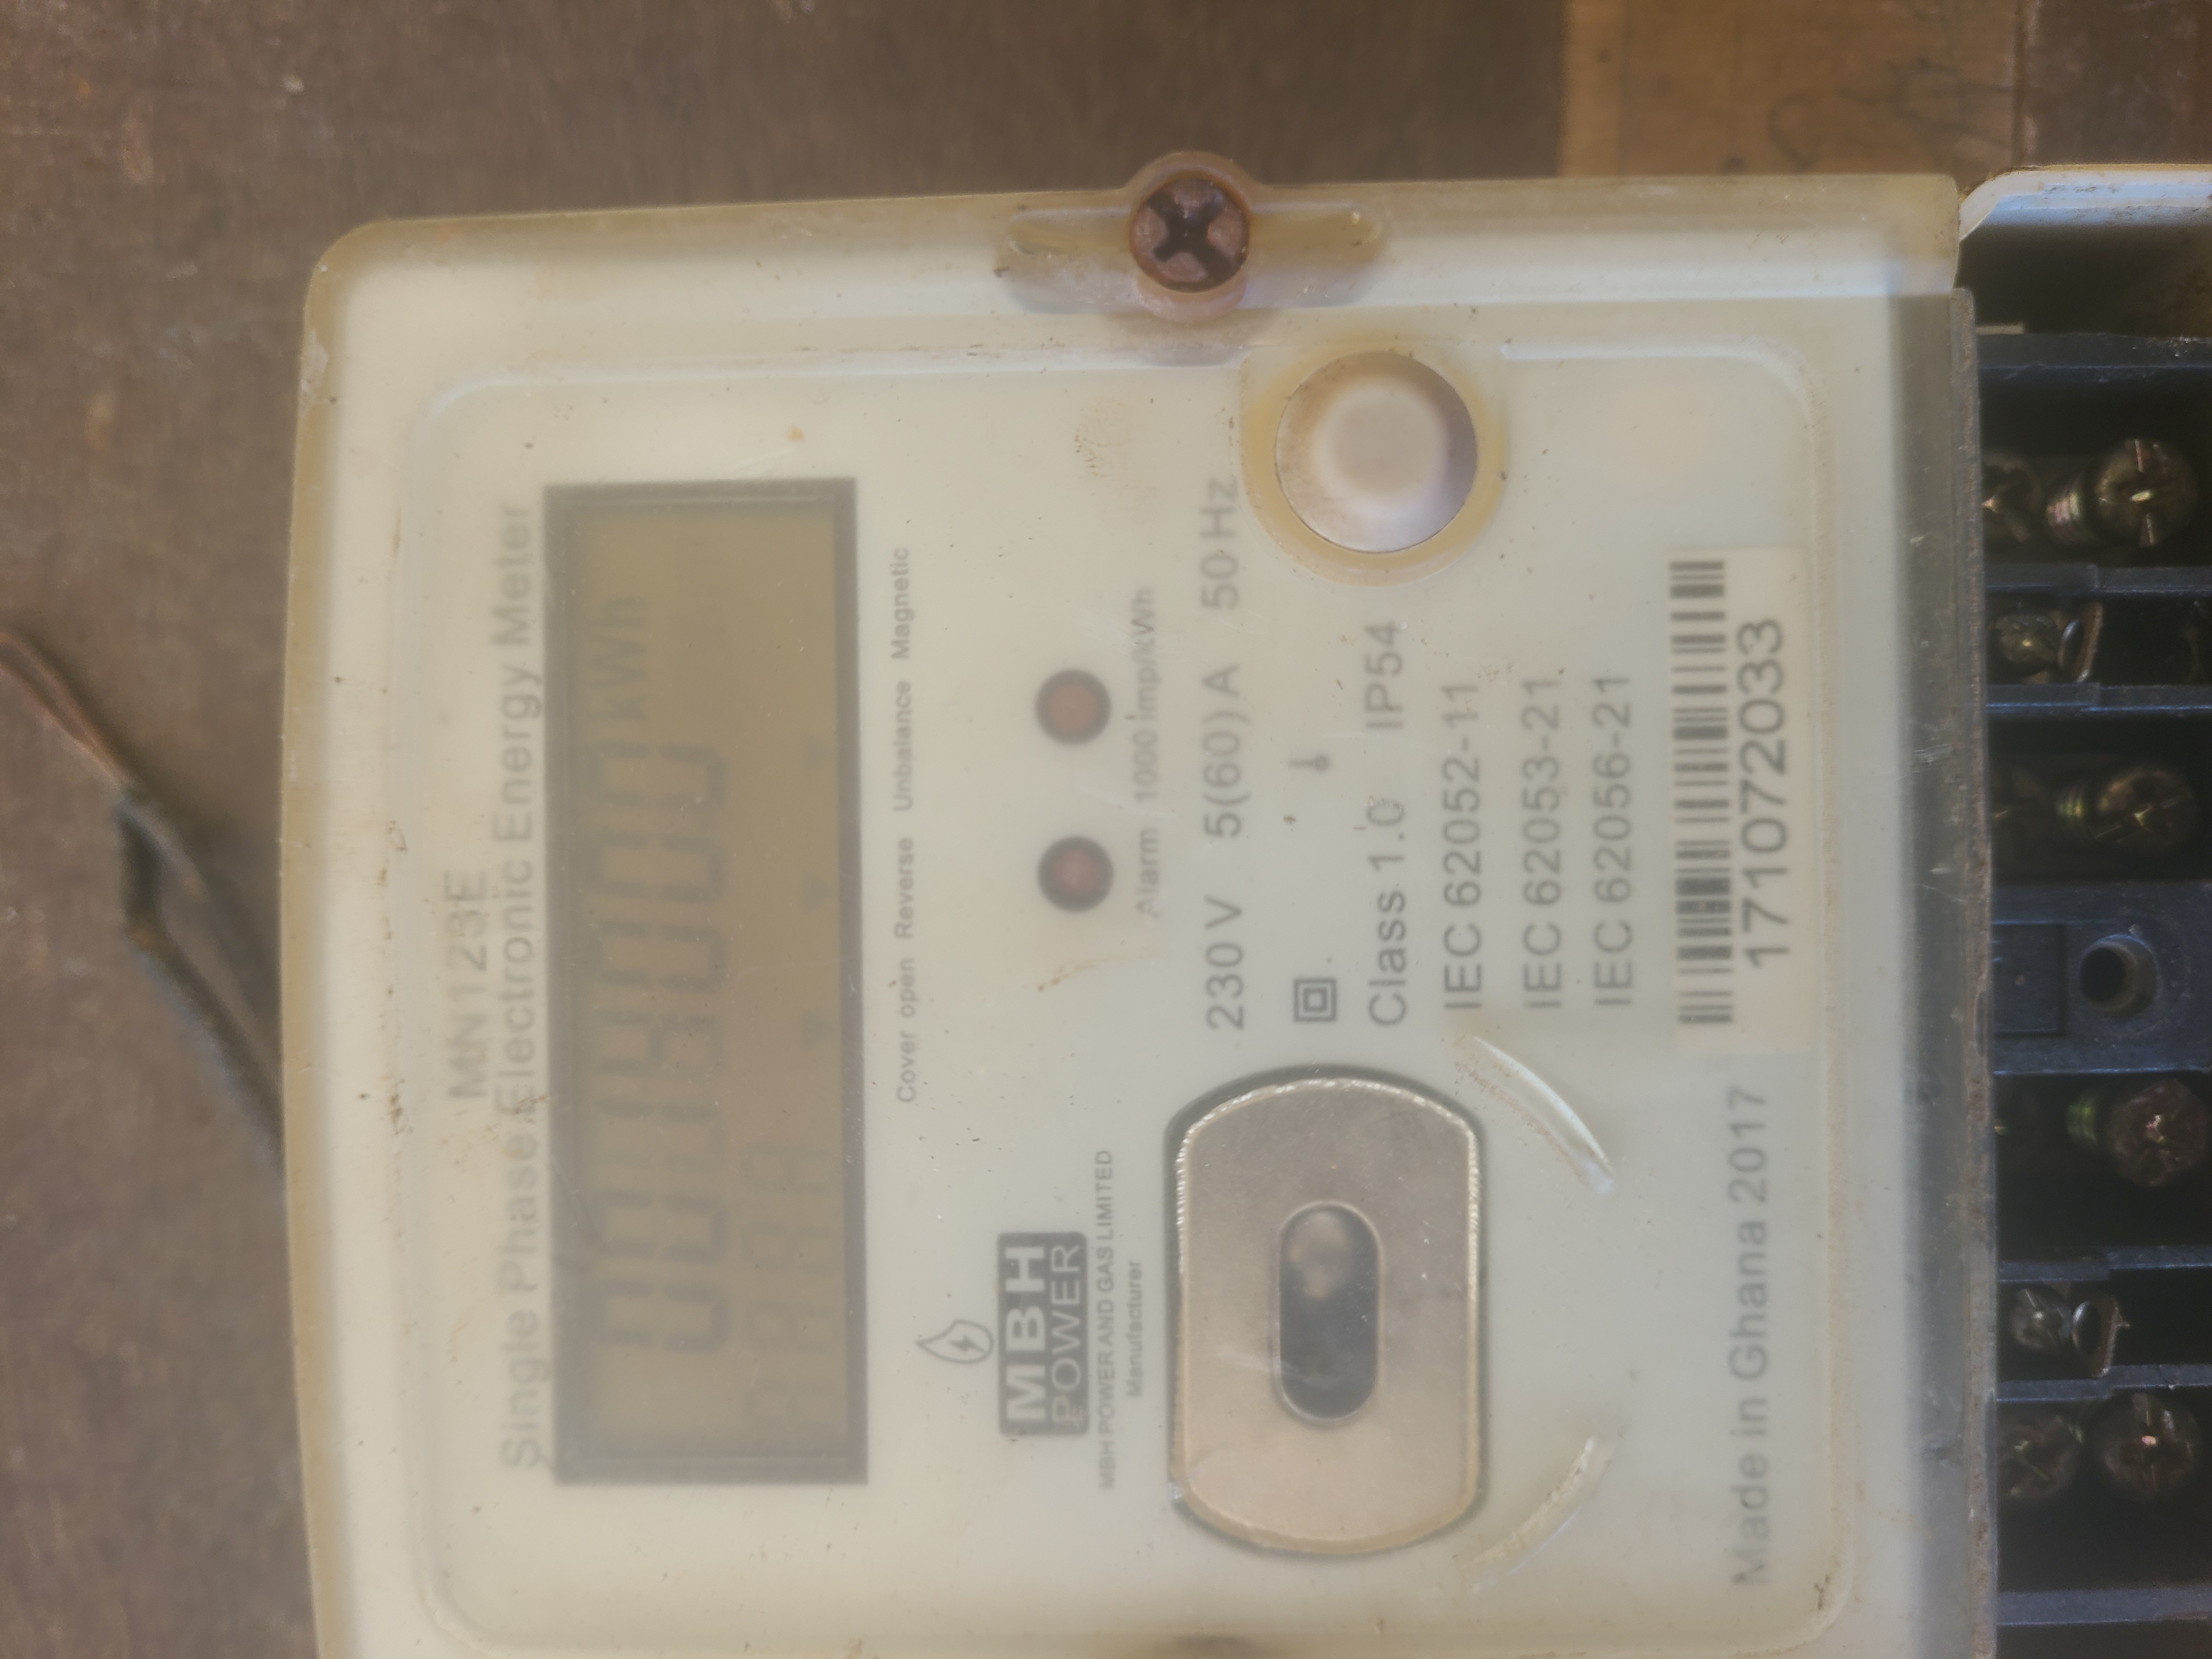 MN123E
Single Phase Electronic Energy Meter
kWh
Cover open Reverse Unbalance Magnetic
MBH
POWER
MBH POWER AND GAS LIMITED
Manufacturer
Alarm 1000 imp/kWh
230 V 5(60) A 50 Hz
Class 1.0 IP54
IEC 62052-11
IEC 62053-21
IEC 62056-21
Made in Ghana 2017
171072033